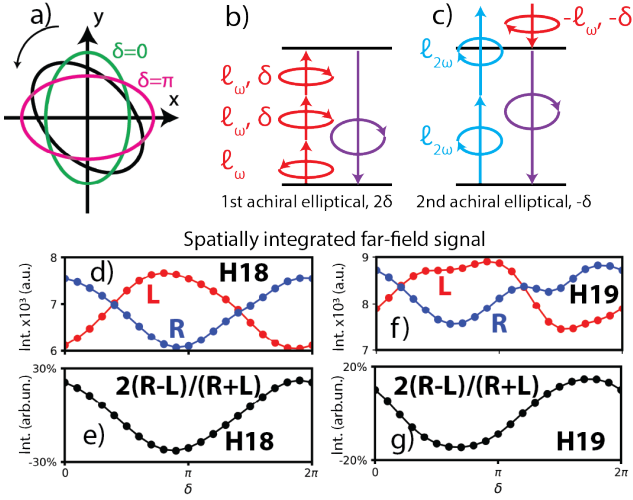 a)
y
δ=0
δ=π
x
b)
ℓω, δ
ℓω, δ
ℓω
1st achiral elliptical, 2δ
c)
-ℓω, -δ
ℓ2ω
ℓ2ω
2nd achiral elliptical, -δ
Spatially integrated far-field signal
d)
H18
L
R
Int. x10³ (a.u.)
8
7
6
f)
H19
L
R
Int. x10³ (a.u.)
9
8
7
2(R-L)/(R+L)
e)
H18
Int. (arb.un.)
30%
-30%
0
π
2π
δ
2(R-L)/(R+L)
g)
H19
Int. (arb.un.)
20%
-20%
0
π
2π
δ